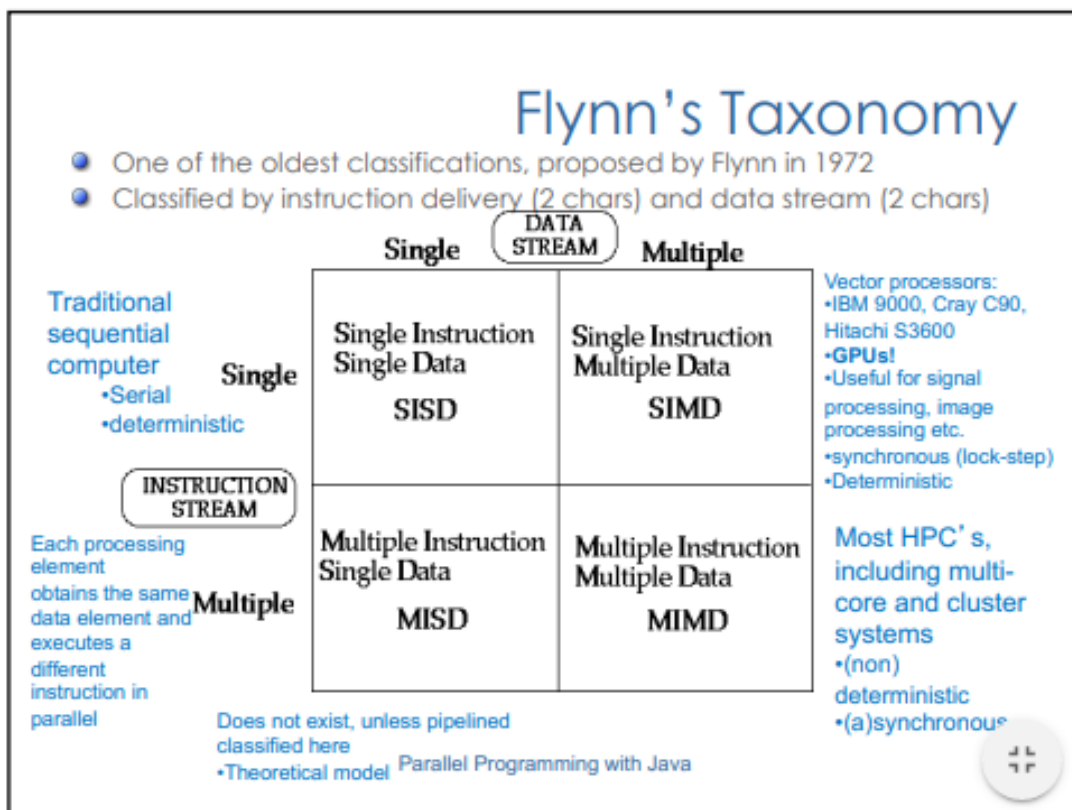 Flynn's Taxonomy
One of the oldest classifications, proposed by Flynn in 1972
Classified by instruction delivery (2 chars) and data stream (2 chars)
DATA
STREAM
Single
Multiple
Traditional
sequential
computer
•Serial
•deterministic
Single
Single Instruction
Single Data
SISD
Single Instruction
Multiple Data
SIMD
Vector processors:
•IBM 9000, Cray C90,
Hitachi S3600
•GPUs!
•Useful for signal
processing, image
processing etc.
•synchronous (lock-step)
•Deterministic
INSTRUCTION
STREAM
Each processing
element
obtains the same
data element and
executes a
different
instruction in
parallel
Multiple
Multiple Instruction
Single Data
MISD
Multiple Instruction
Multiple Data
MIMD
Most HPC's,
including multi-
core and cluster
systems
•(non)
deterministic
•(a)synchronous
Does not exist, unless pipelined
classified here
•Theoretical model
Parallel Programming with Java